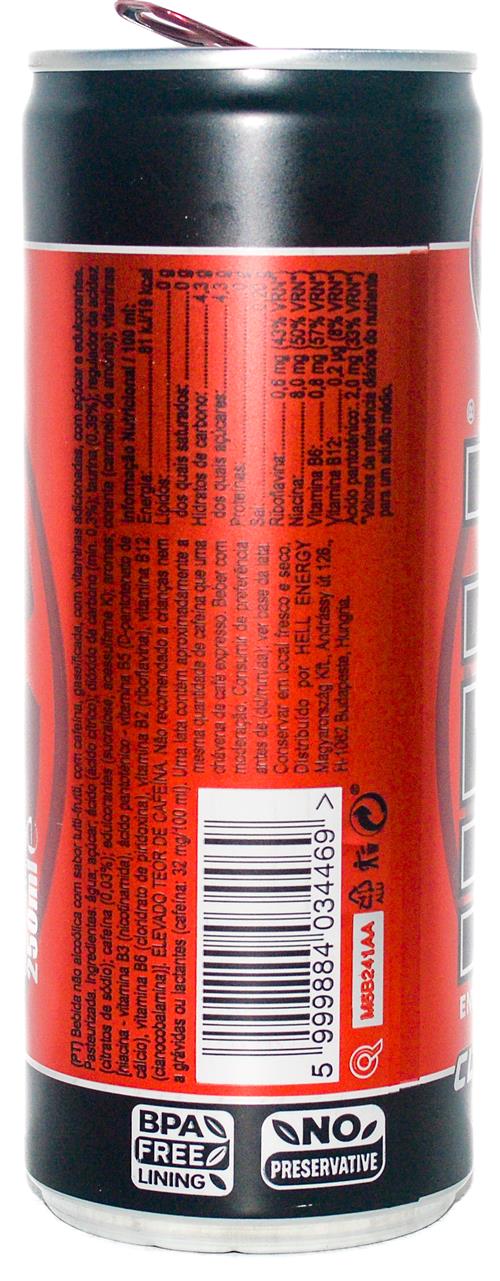 (PT) Bebida não alcoólica com sabor tutti-frutti, com cafeína, gaseificada, com vitaminas adicionadas, com açúcar e edulcorantes.
Pasteurizada. Ingredientes: água; açúcar; ácido (ácido cítrico); dióxido de carbono (min. 0,3%); taurina (0,39%); regulador de acidez
(citratos de sódio); cafeína (0,03%); edulcorantes (sucralose, acessulfame K); aromas; corante (caramelo de amónia); vitaminas
[niacina - vitamina B3 (nicotinamida), ácido pantoténico - vitamina B5 (D-pantotenato de
cálcio), vitamina B6 (cloridrato de piridoxina), vitamina B2 (riboflavina), vitamina B12
(cianocobalamina)]. ELEVADO TEOR DE CAFEÍNA. Não recomendado a crianças nem
a grávidas ou lactantes (cafeína: 32 mg/100 ml). Uma lata contém aproximadamente a
mesma quantidade de cafeína que uma
chávena de café expresso. Beber com
moderação. Consumir de preferência
antes de (dd/mm/aa): ver base da lata.
Conservar em local fresco e seco.
Distribuído por HELL ENERGY
Magyarország Kft., Andrássy út 126.,
H-1062 Budapeste, Hungria.
Informação Nutricional / 100 ml:
Energia: 81 kJ/19 kcal
Lípidos: 0 g
dos quais saturados: 0 g
Hidratos de carbono: 4,3 g
dos quais açúcares: 4,3 g
Proteínas:
Sal:
Riboflavina: 0,6 mg (43% VRN*)
Niacina: 8,0 mg (50% VRN*)
Vitamina B6: 0,8 mg (57% VRN*)
Vitamina B12: 0,2 µg (8% VRN*)
Ácido pantoténico: 2,0 mg (33% VRN*)
*Valores de referência diários do nutriente
para um adulto médio.
5 999884 034469 >
M5B241AA
ALU
250ml e
BPA
FREE
LINING
NO
PRESERVATIVE